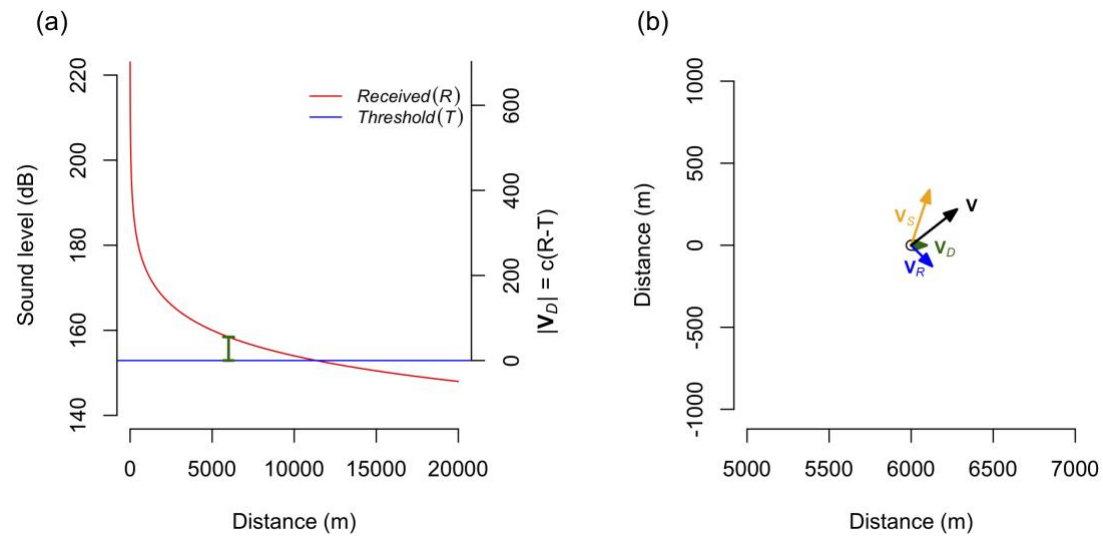 (a)
220
200
180
160
140
Sound level (dB)
Received(R)
Threshold(T)
600
400
200
0
|V_D| = c(R-T)
0
5000
10000
15000
20000
Distance (m)
(b)
1000
500
0
-500
-1000
Distance (m)
V_S
V
V_D
V_R
5000
5500
6000
6500
7000
Distance (m)